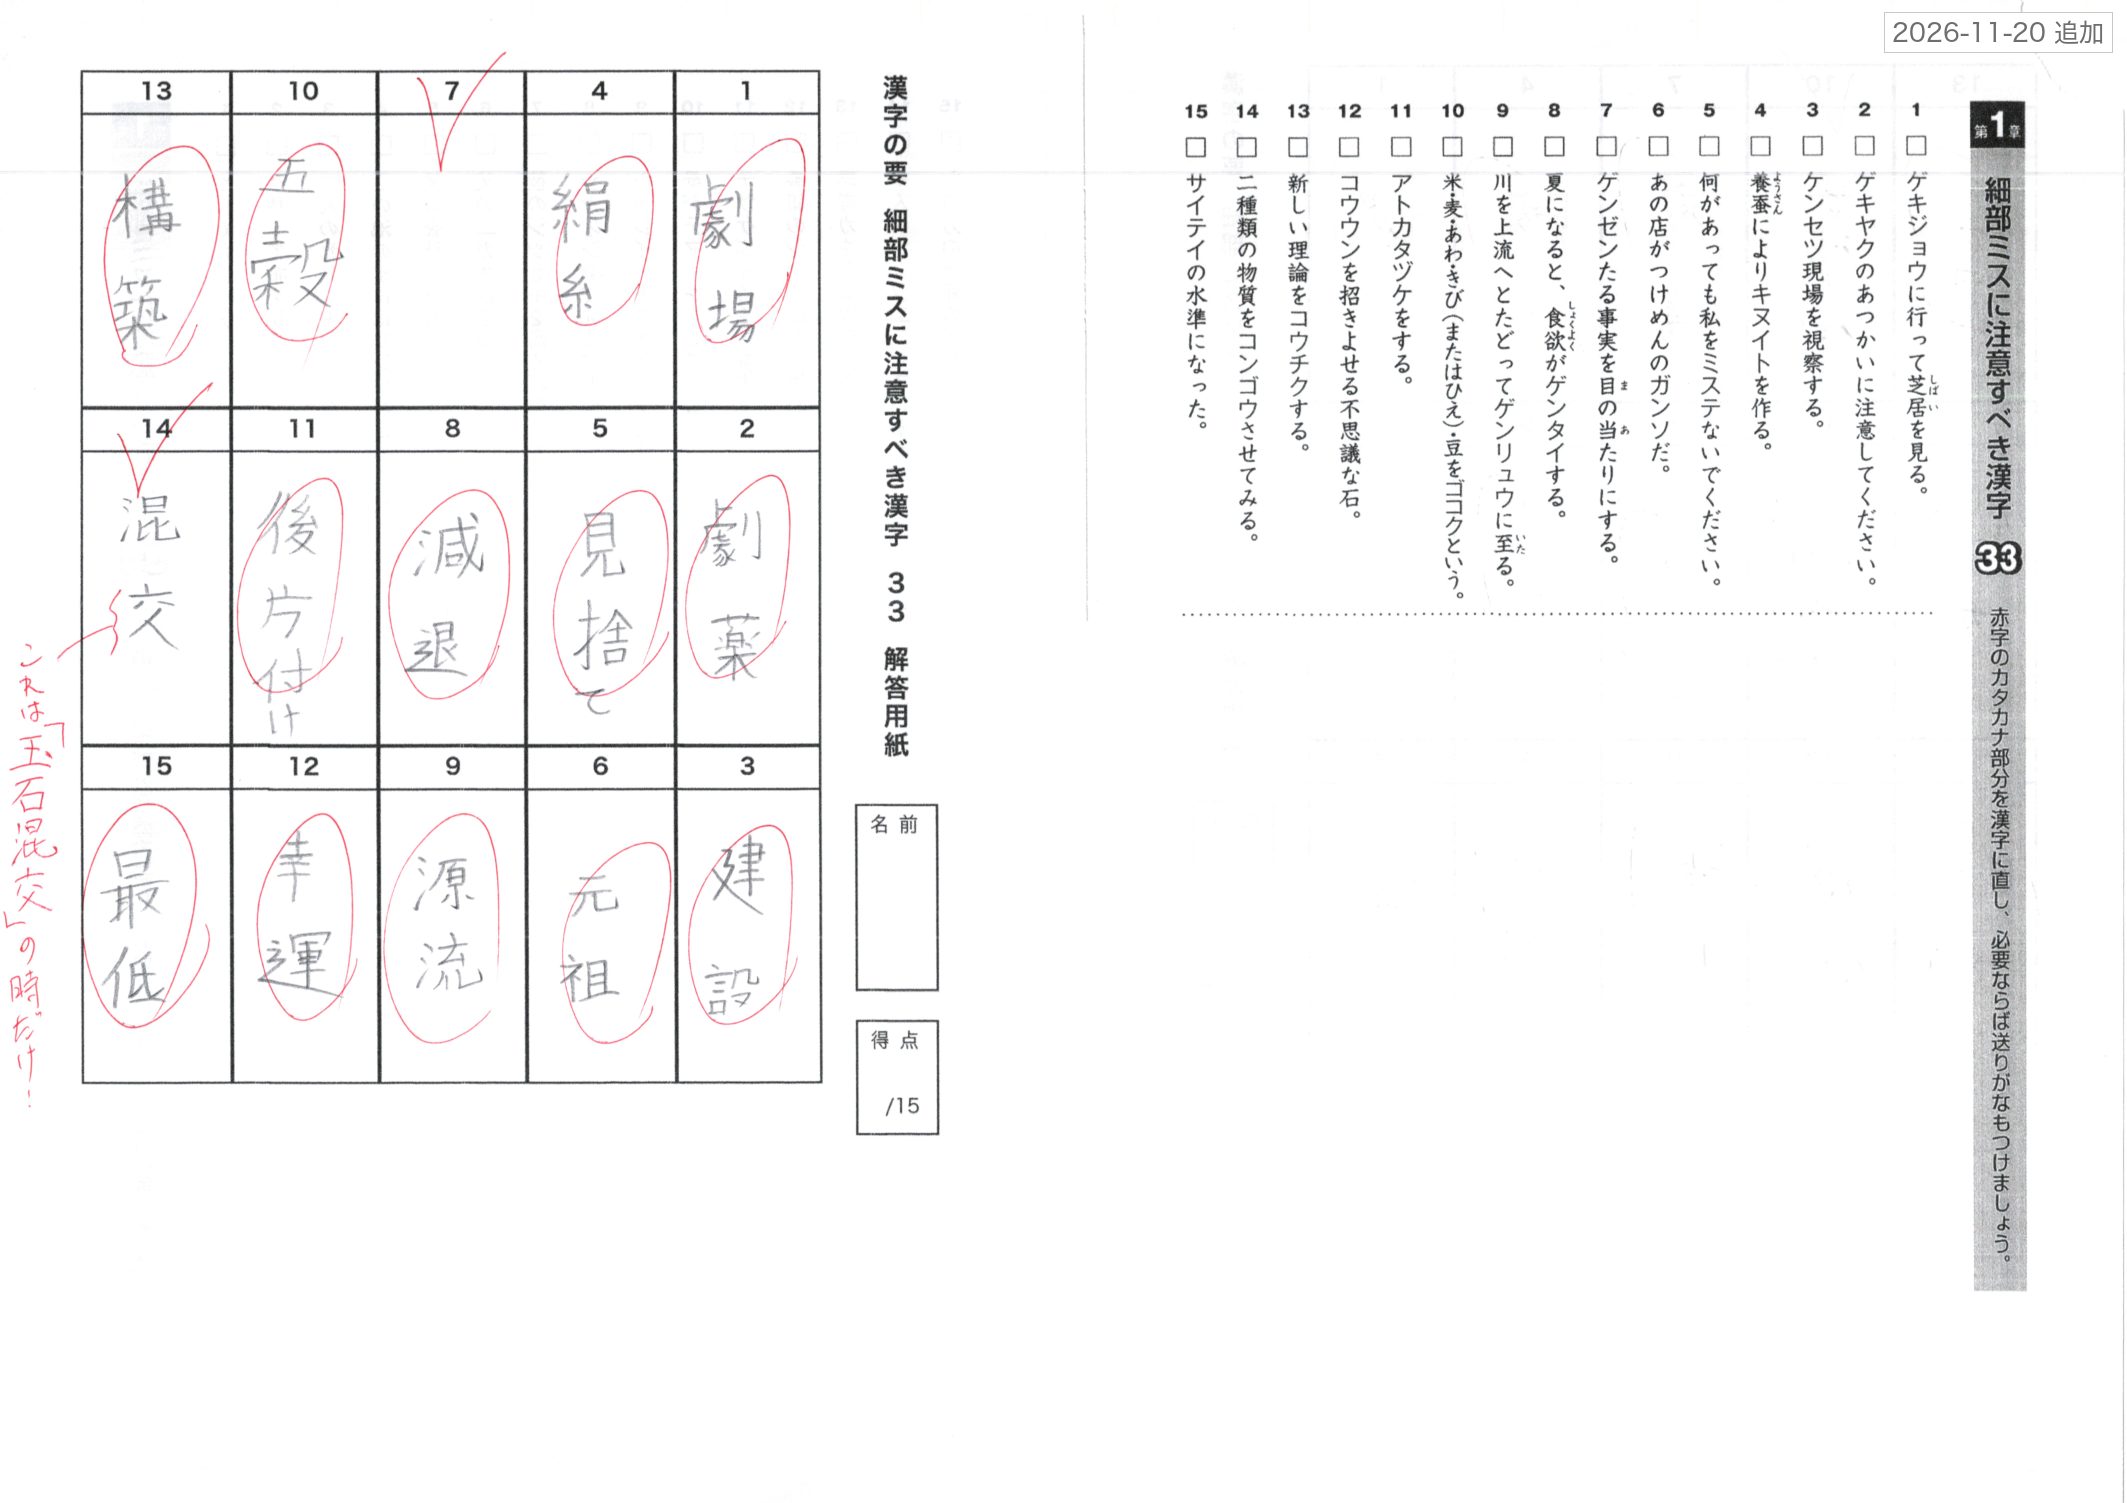 2026-11-20 追加
第1章 細部ミスに注意すべき漢字 33 赤字のカタカナ部分を漢字に直し、必要ならば送りがなもつけましょう。
1 □ ゲキジョウに行って芝居を見る。
しばい
2 □ ゲキヤクのあつかいに注意してください。
3 □ ケンセツ現場を視察する。
4 □ 養蚕によりキヌイトを作る。
ようさん
5 □ 何があっても私をミステないでください。
6 □ あの店がつけめんのガンソだ。
7 □ ゲンゼンたる事実を目の当たりにする。
ま あ
8 □ 夏になると、食欲がゲンタイする。
しょくよく
9 □ 川を上流へとたどってゲンリュウに至る。
いた
10 □ 米・麦・あわ・きび(またはひえ)・豆をゴコクという。
11 □ アトカタヅケをする。
12 □ コウウンを招きよせる不思議な石。
13 □ 新しい理論をコウチクする。
14 □ 二種類の物質をコンゴウさせてみる。
15 □ サイテイの水準になった。
漢字の要 細部ミスに注意すべき漢字 33 解答用紙
名前
得点
/15
1
劇場
2
劇薬
3
建設
4
絹糸
5
見捨て
6
元祖
7
8
減退
9
源流
10
五穀
11
後片付け
12
幸運
13
構築
14
混交
15
最低
これは「玉石混交」の時だけ!